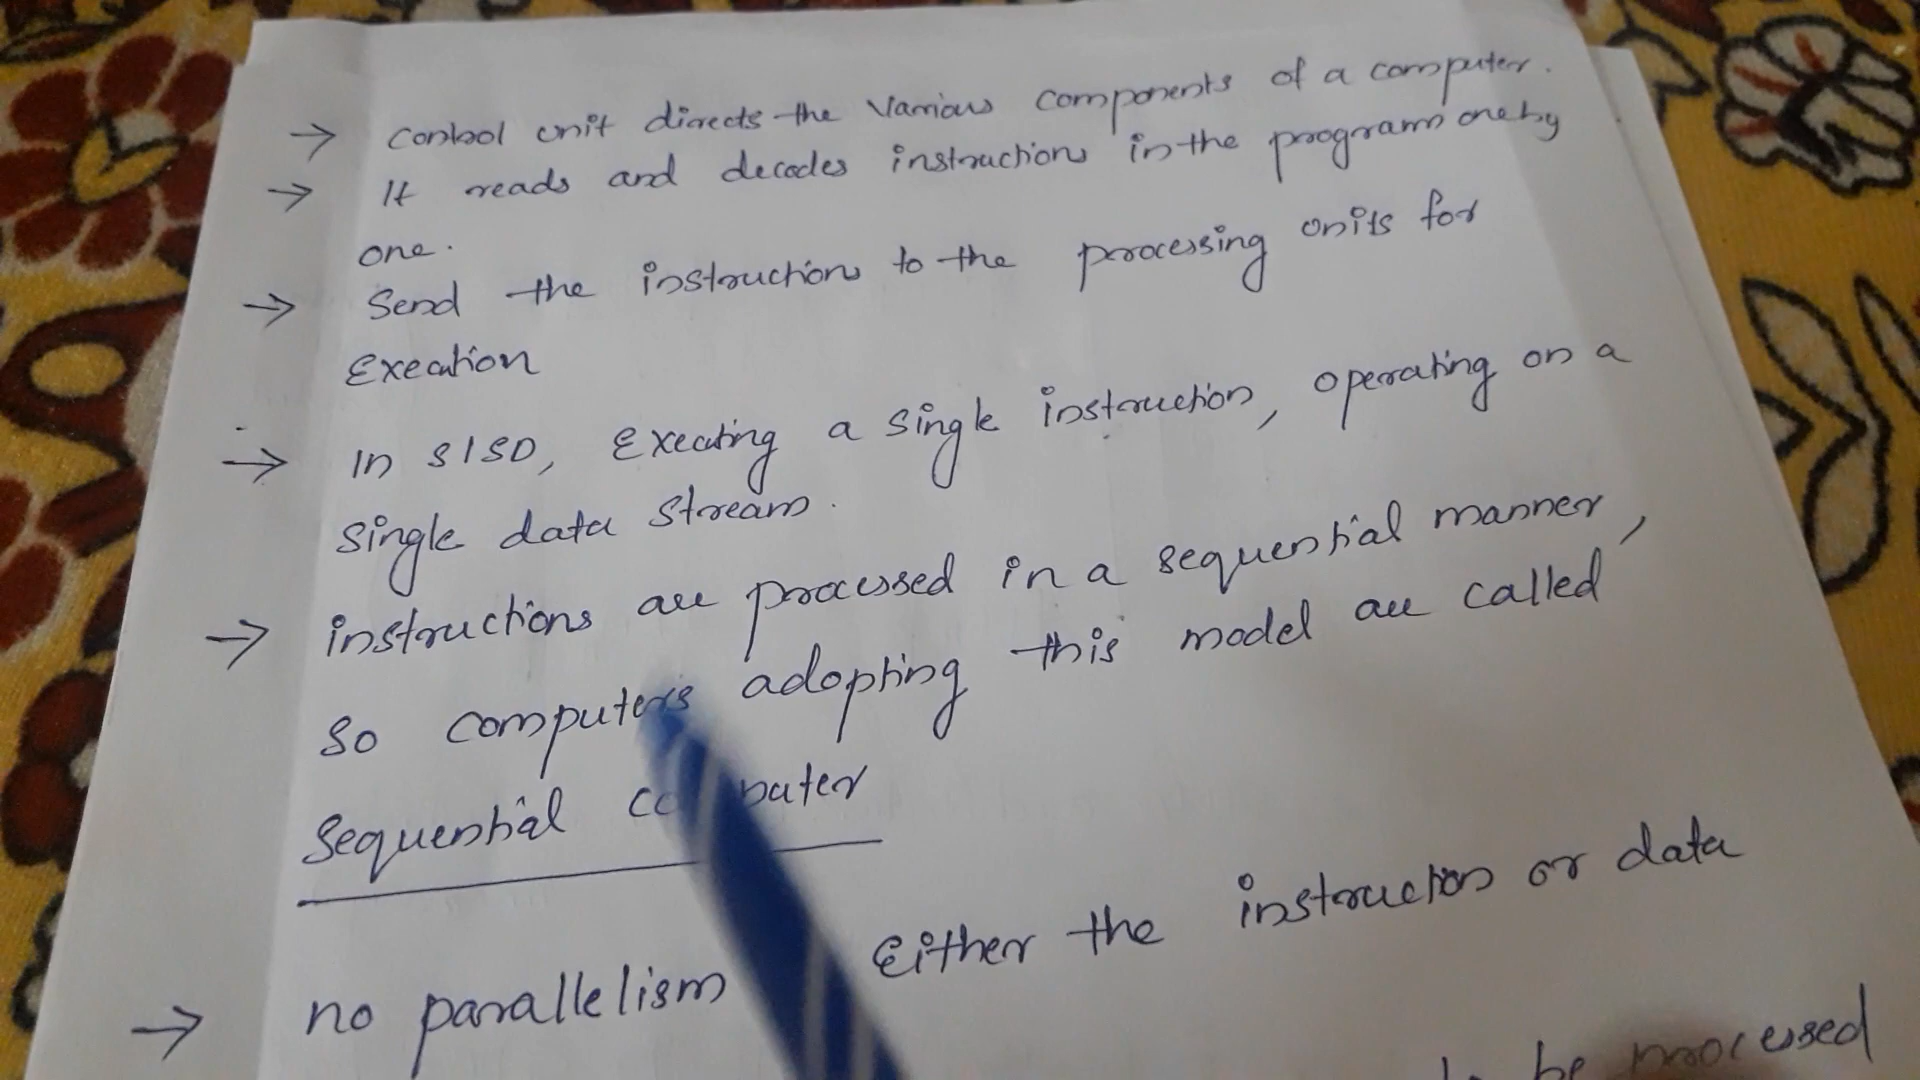 → Control unit directs the various components of a computer.
→ It reads and decodes instructions in the program one by
one.
→ Send the instructions to the processing units for
Execution
→ In SISD, Executing a single instruction, operating on a
single data stream.
→ instructions are processed in a sequential manner,
so computers adopting this model are called
Sequential computer
→ no parallelism Either the instruction or data
be processed